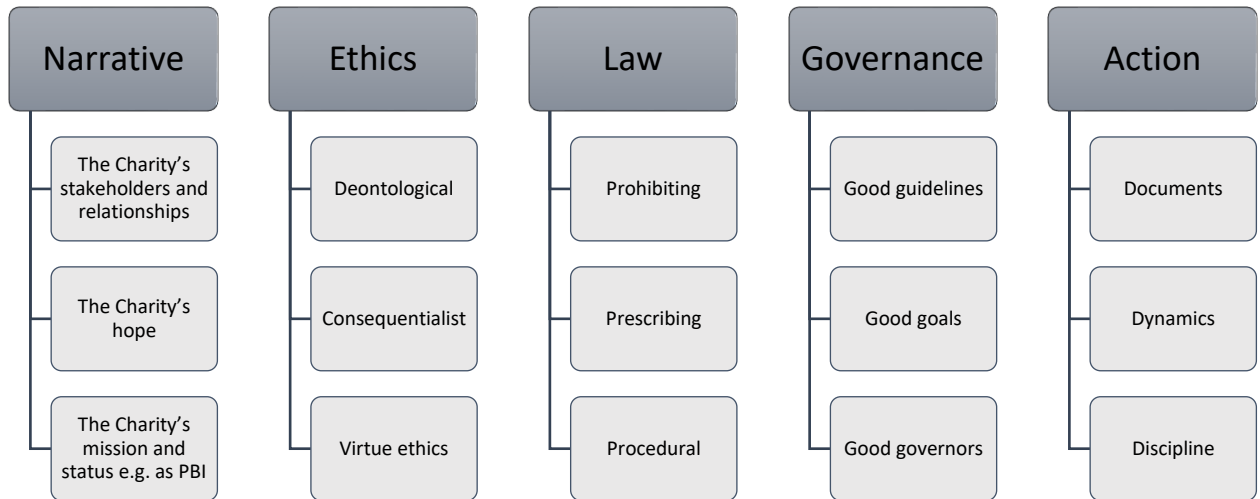 Narrative
The Charity’s
stakeholders and
relationships
The Charity’s
hope
The Charity’s
mission and
status e.g. as PBI
Ethics
Deontological
Consequentialist
Virtue ethics
Law
Prohibiting
Prescribing
Procedural
Governance
Good guidelines
Good goals
Good governors
Action
Documents
Dynamics
Discipline